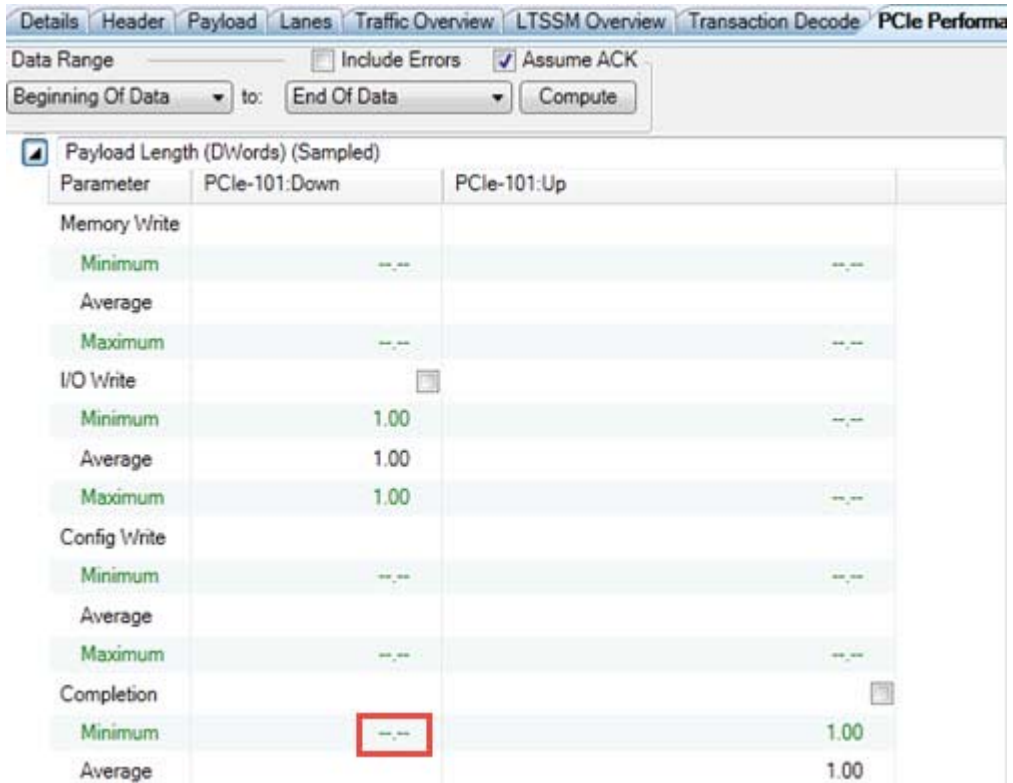 Details Header Payload Lanes Traffic Overview LTSSM Overview Transaction Decode PCIe Performa
Data Range Include Errors Assume ACK
Beginning Of Data to: End Of Data Compute
Payload Length (DWords) (Sampled)
Parameter PCIe-101:Down PCIe-101:Up
Memory Write
Minimum --.-- --.--
Average
Maximum --.-- --.--
I/O Write
Minimum 1.00 --.--
Average 1.00
Maximum 1.00 --.--
Config Write
Minimum --.-- --.--
Average
Maximum --.-- --.--
Completion
Minimum --.-- 1.00
Average 1.00